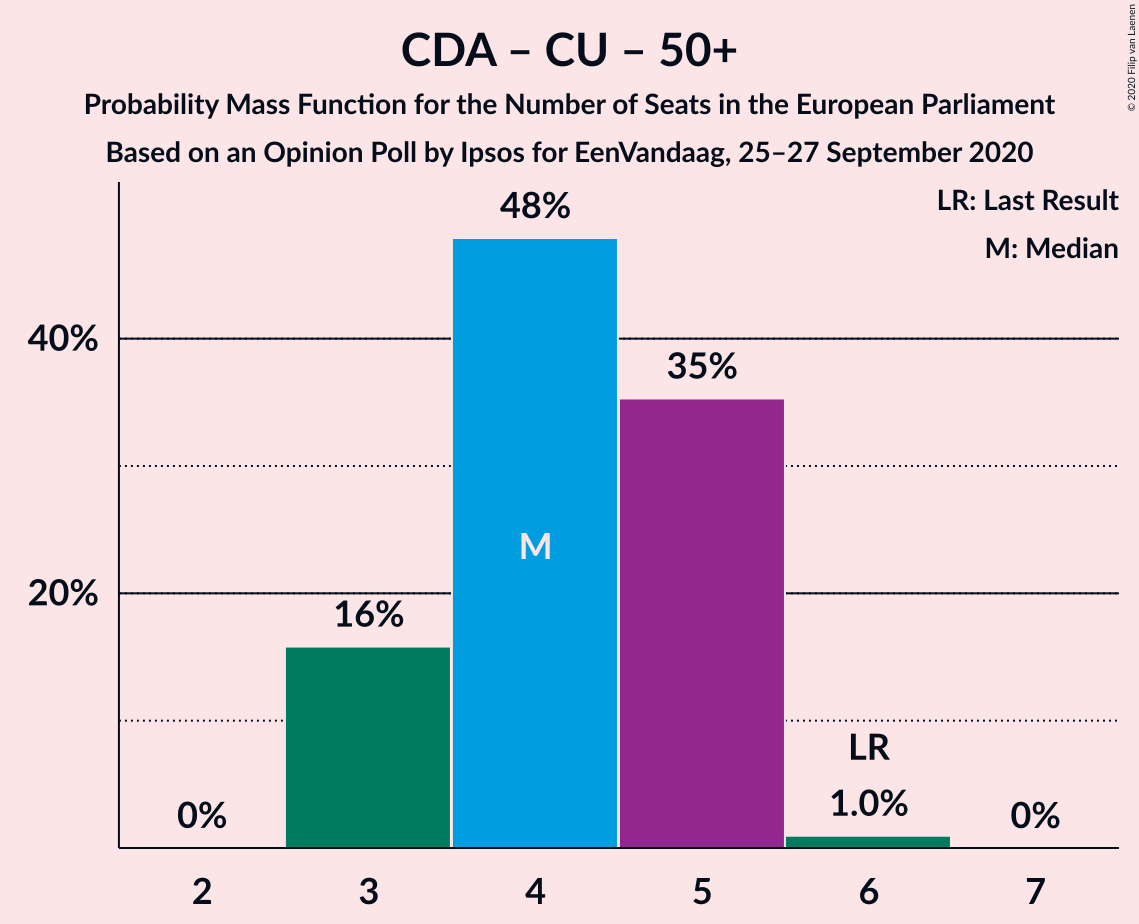 CDA – CU – 50+
Probability Mass Function for the Number of Seats in the European Parliament
Based on an Opinion Poll by Ipsos for EenVandaag, 25–27 September 2020
© 2020 Filip van Laenen
LR: Last Result
M: Median
48%
40%
35%
M
20%
16%
LR
0%
1.0%
0%
2 3 4 5 6 7